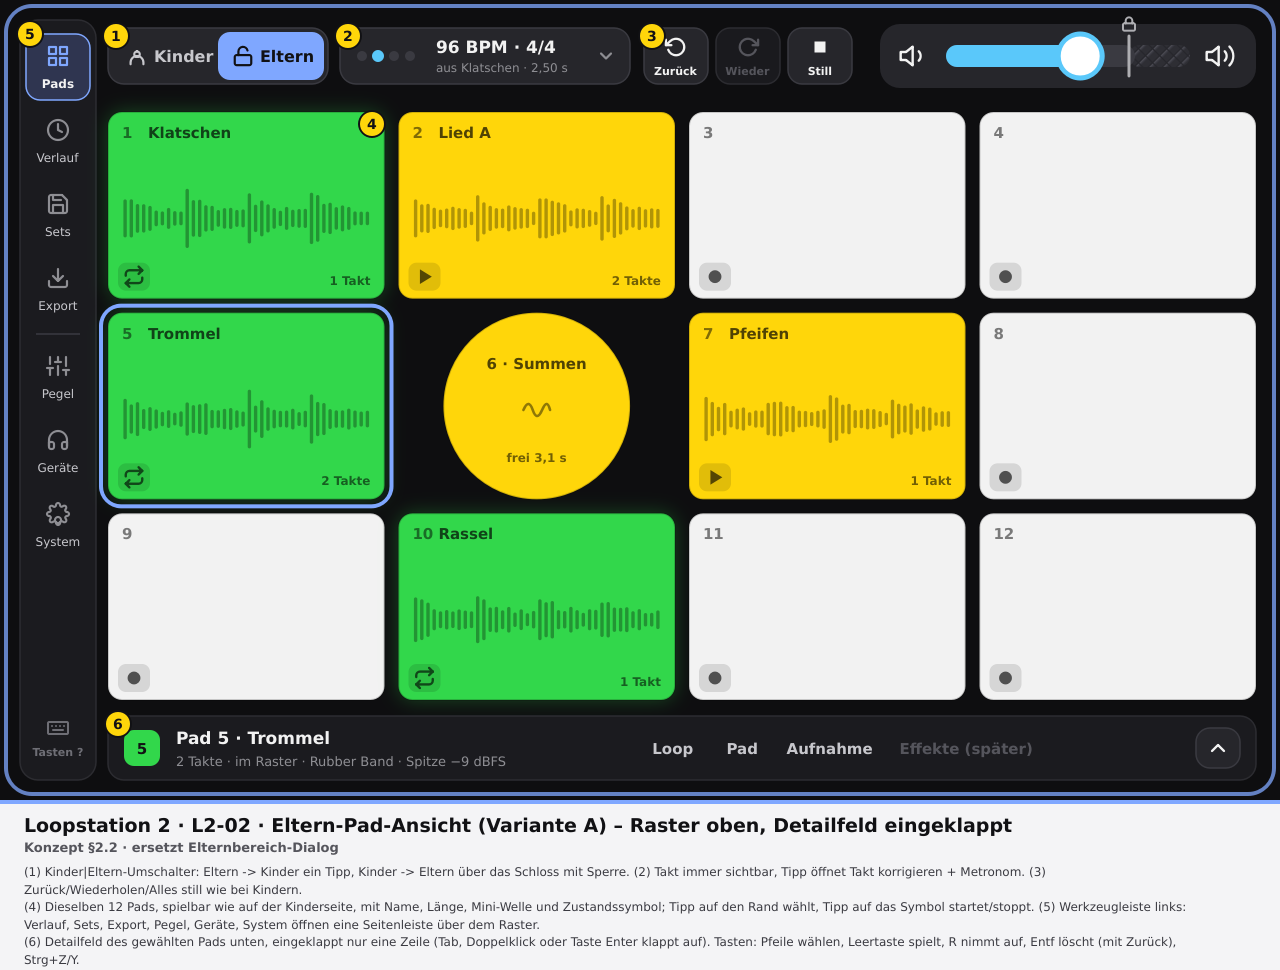 5
Pads
Verlauf
Sets
Export
Pegel
Geräte
System
Tasten ?
1
Kinder
Eltern
2
96 BPM · 4/4
aus Klatschen · 2,50 s
3
Zurück
Wieder
Still
1 Klatschen
4
1 Takt
2 Lied A
2 Takte
3
4
5 Trommel
2 Takte
6 · Summen
frei 3,1 s
7 Pfeifen
1 Takt
8
9
10 Rassel
1 Takt
11
12
6
5
Pad 5 · Trommel
2 Takte · im Raster · Rubber Band · Spitze −9 dBFS
Loop
Pad
Aufnahme
Effekte (später)
Loopstation 2 · L2-02 · Eltern-Pad-Ansicht (Variante A) – Raster oben, Detailfeld eingeklappt
Konzept §2.2 · ersetzt Elternbereich-Dialog
(1) Kinder|Eltern-Umschalter: Eltern -> Kinder ein Tipp, Kinder -> Eltern über das Schloss mit Sperre. (2) Takt immer sichtbar, Tipp öffnet Takt korrigieren + Metronom. (3)
Zurück/Wiederholen/Alles still wie bei Kindern.
(4) Dieselben 12 Pads, spielbar wie auf der Kinderseite, mit Name, Länge, Mini-Welle und Zustandssymbol; Tipp auf den Rand wählt, Tipp auf das Symbol startet/stoppt. (5) Werkzeugleiste links:
Verlauf, Sets, Export, Pegel, Geräte, System öffnen eine Seitenleiste über dem Raster.
(6) Detailfeld des gewählten Pads unten, eingeklappt nur eine Zeile (Tab, Doppelklick oder Taste Enter klappt auf). Tasten: Pfeile wählen, Leertaste spielt, R nimmt auf, Entf löscht (mit Zurück),
Strg+Z/Y.